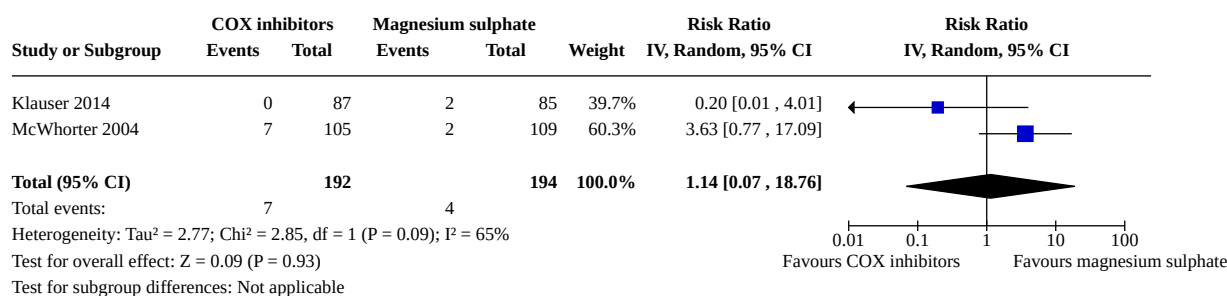 COX inhibitors Magnesium sulphate Risk Ratio Risk Ratio
Study or Subgroup Events Total Events Total Weight IV, Random, 95% CI IV, Random, 95% CI
Klauser 2014 0 87 2 85 39.7% 0.20 [0.01 , 4.01]
McWhorter 2004 7 105 2 109 60.3% 3.63 [0.77 , 17.09]
Total (95% CI) 192 194 100.0% 1.14 [0.07 , 18.76]
Total events: 7 4
Heterogeneity: Tau² = 2.77; Chi² = 2.85, df = 1 (P = 0.09); I² = 65%
0.01 0.1 1 10 100
Test for overall effect: Z = 0.09 (P = 0.93) Favours COX inhibitors Favours magnesium sulphate
Test for subgroup differences: Not applicable